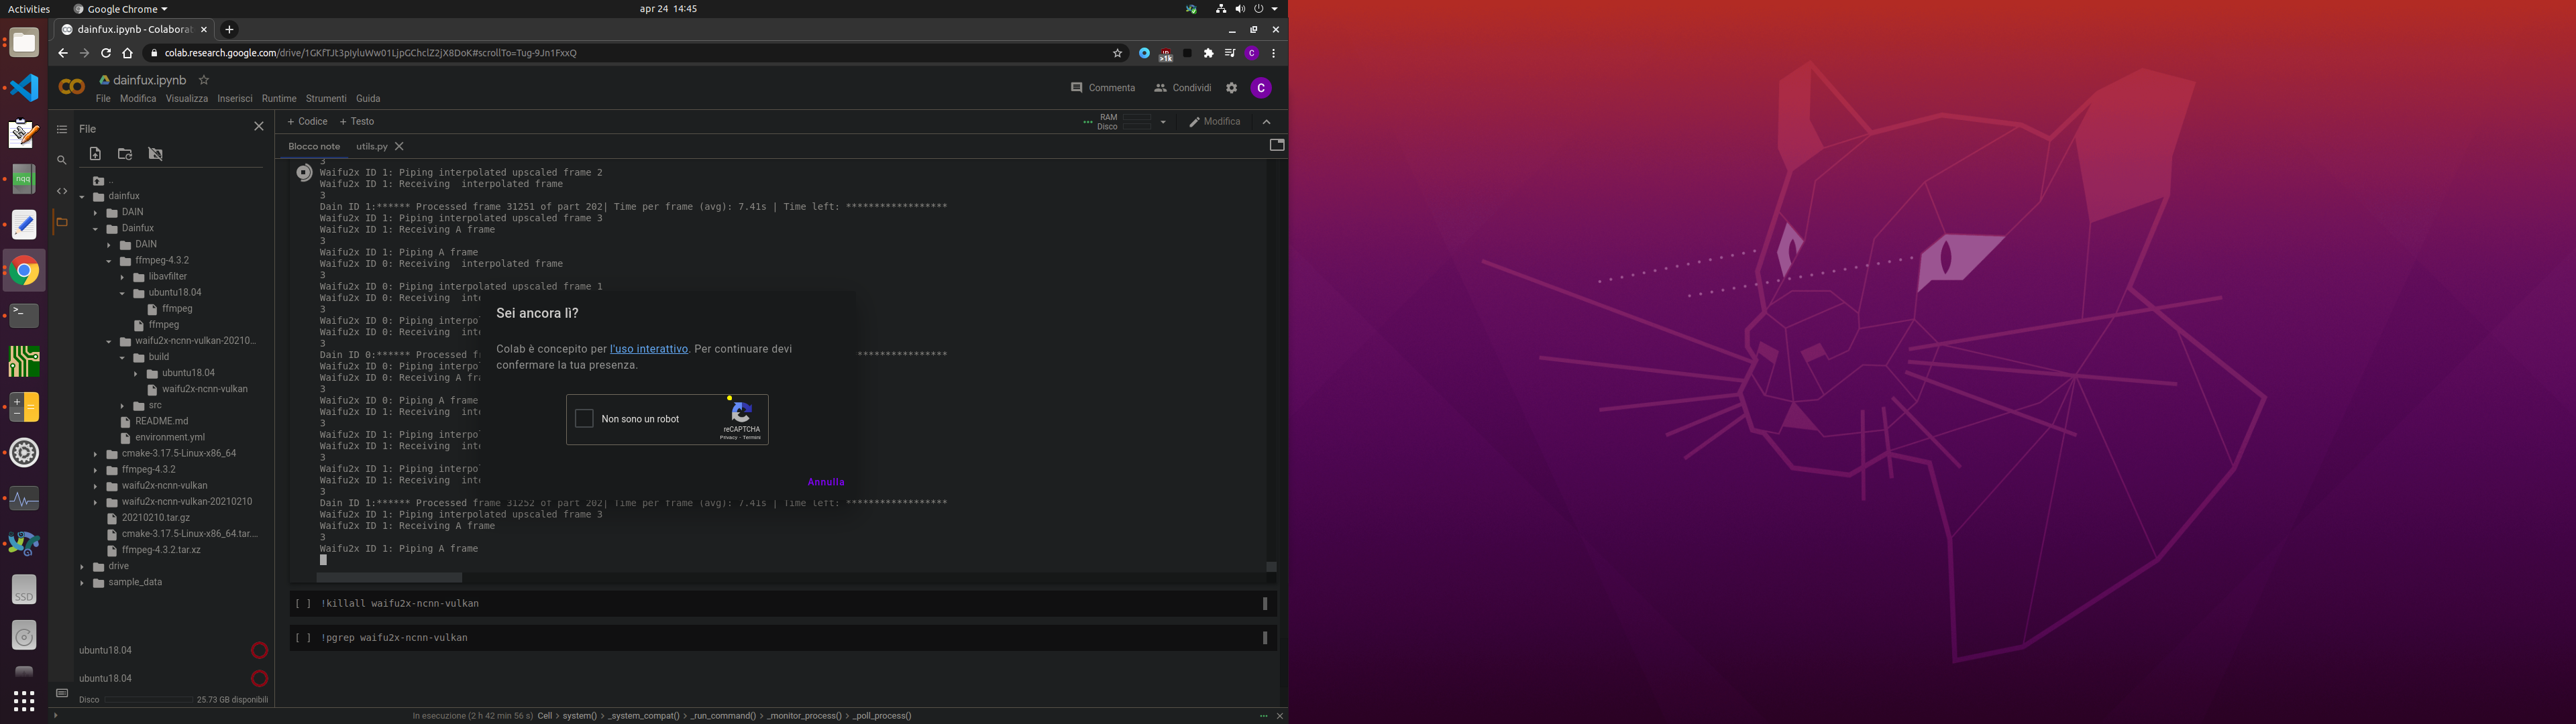 Activities
Google Chrome
apr 24 14:45
dainfux.ipynb - Colaborat
colab.research.google.com/drive/1GKfTJt3pIyluWw01LjpGChclZ2jX8DoK#scrollTo=Tug-9Jn1FxxQ
>1k
C
dainfux.ipynb
File Modifica Visualizza Inserisci Runtime Strumenti Guida
Commenta
Condividi
C
File
+ Codice + Testo
RAM
Disco
Modifica
Blocco note
utils.py
..
dainfux
DAIN
Dainfux
DAIN
ffmpeg-4.3.2
libavfilter
ubuntu18.04
ffmpeg
ffmpeg
waifu2x-ncnn-vulkan-20210...
build
ubuntu18.04
waifu2x-ncnn-vulkan
src
README.md
environment.yml
cmake-3.17.5-Linux-x86_64
ffmpeg-4.3.2
waifu2x-ncnn-vulkan
waifu2x-ncnn-vulkan-20210210
20210210.tar.gz
cmake-3.17.5-Linux-x86_64.tar....
ffmpeg-4.3.2.tar.xz
drive
sample_data
ubuntu18.04
ubuntu18.04
Disco
25.73 GB disponibili
nqq
SSD
3
Waifu2x ID 1: Piping interpolated upscaled frame 2
Waifu2x ID 1: Receiving  interpolated frame
3
Dain ID 1:****** Processed frame 31251 of part 202| Time per frame (avg): 7.41s | Time left: ******************
Waifu2x ID 1: Piping interpolated upscaled frame 3
Waifu2x ID 1: Receiving A frame
3
Waifu2x ID 1: Piping A frame
Waifu2x ID 0: Receiving  interpolated frame
3
Waifu2x ID 0: Piping interpolated upscaled frame 1
Waifu2x ID 0: Receiving  inte
3
Waifu2x ID 0: Piping interpol
Waifu2x ID 0: Receiving  inte
3
Dain ID 0:****** Processed fr
******************
Waifu2x ID 0: Piping interpol
Waifu2x ID 0: Receiving A fra
3
Waifu2x ID 0: Piping A frame
Waifu2x ID 1: Receiving  inte
3
Waifu2x ID 1: Piping interpol
Waifu2x ID 1: Receiving  inte
3
Waifu2x ID 1: Piping interpol
Waifu2x ID 1: Receiving  inte
3
Dain ID 1:****** Processed frame 31252 of part 202| Time per frame (avg): 7.41s | Time left: ******************
Waifu2x ID 1: Piping interpolated upscaled frame 3
Waifu2x ID 1: Receiving A frame
3
Waifu2x ID 1: Piping A frame
Sei ancora lì?
Colab è concepito per l'uso interattivo. Per continuare devi
confermare la tua presenza.
Non sono un robot
reCAPTCHA
Privacy - Termini
Annulla
[ ] !killall waifu2x-ncnn-vulkan
[ ] !pgrep waifu2x-ncnn-vulkan
In esecuzione (2 h 42 min 56 s) Cell > system() > _system_compat() > _run_command() > _monitor_process() > _poll_process()